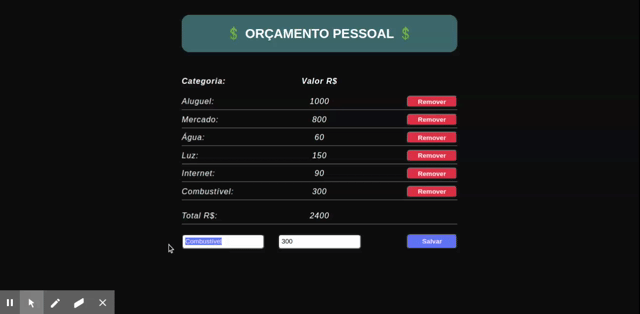 💲 ORÇAMENTO PESSOAL 💲
Categoria: Valor R$
Aluguel: 1000 Remover
Mercado: 800 Remover
Água: 60 Remover
Luz: 150 Remover
Internet: 90 Remover
Combustível: 300 Remover
Total R$: 2400
Combustível 300 Salvar